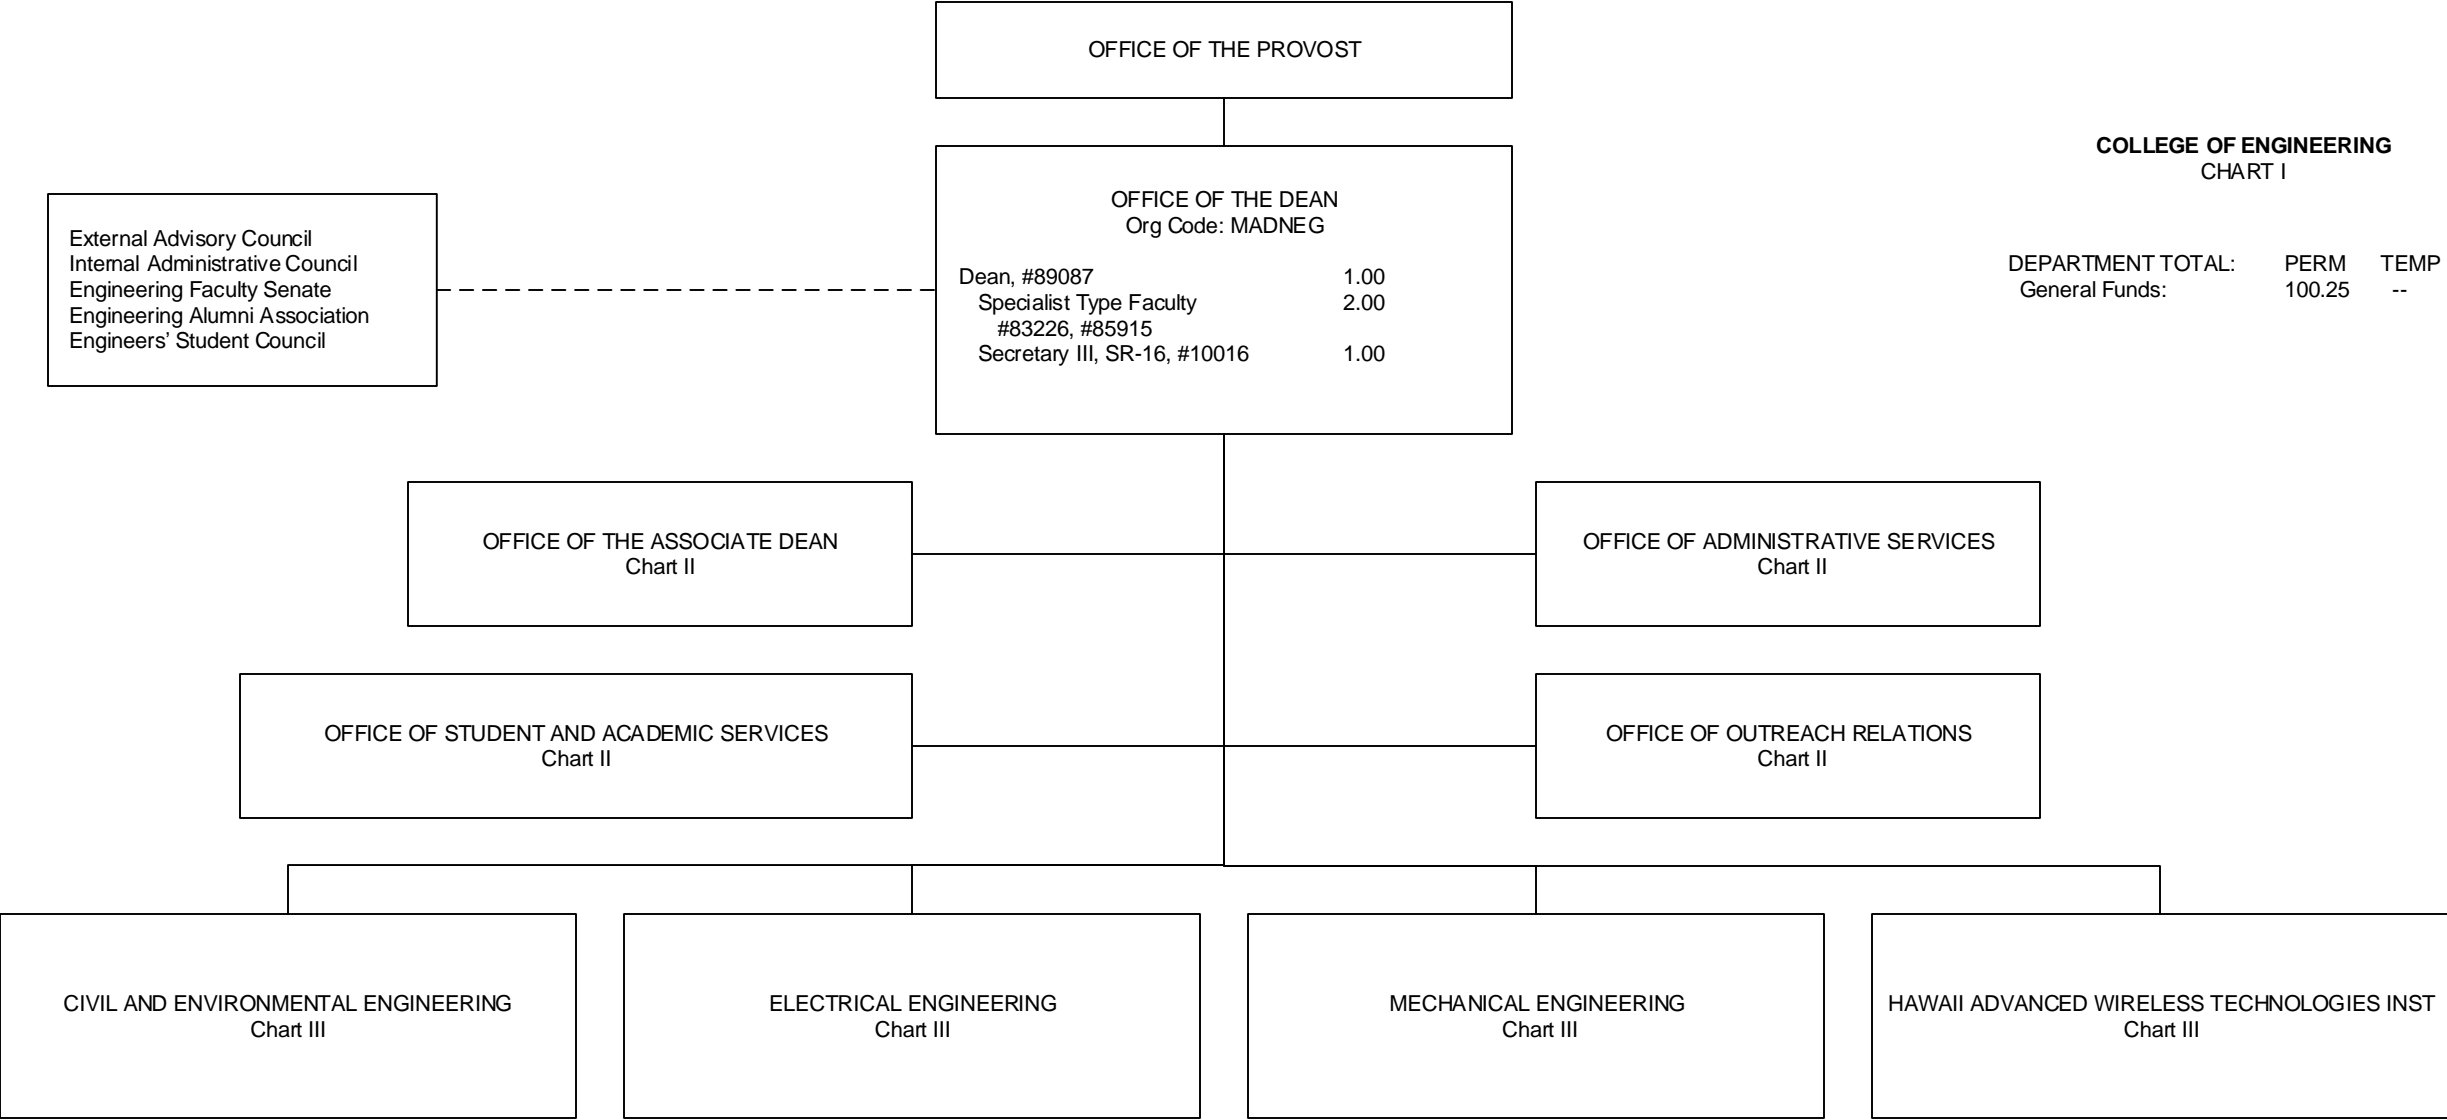 OFFICE OF THE PROVOST
COLLEGE OF ENGINEERING
CHART I
DEPARTMENT TOTAL: PERM TEMP
General Funds: 100.25 --
OFFICE OF THE DEAN
Org Code: MADNEG
Dean, #89087 1.00
Specialist Type Faculty 2.00
#83226, #85915
Secretary III, SR-16, #10016 1.00
External Advisory Council
Internal Administrative Council
Engineering Faculty Senate
Engineering Alumni Association
Engineers’ Student Council
OFFICE OF THE ASSOCIATE DEAN
Chart II
OFFICE OF ADMINISTRATIVE SERVICES
Chart II
OFFICE OF STUDENT AND ACADEMIC SERVICES
Chart II
OFFICE OF OUTREACH RELATIONS
Chart II
CIVIL AND ENVIRONMENTAL ENGINEERING
Chart III
ELECTRICAL ENGINEERING
Chart III
MECHANICAL ENGINEERING
Chart III
HAWAII ADVANCED WIRELESS TECHNOLOGIES INST
Chart III